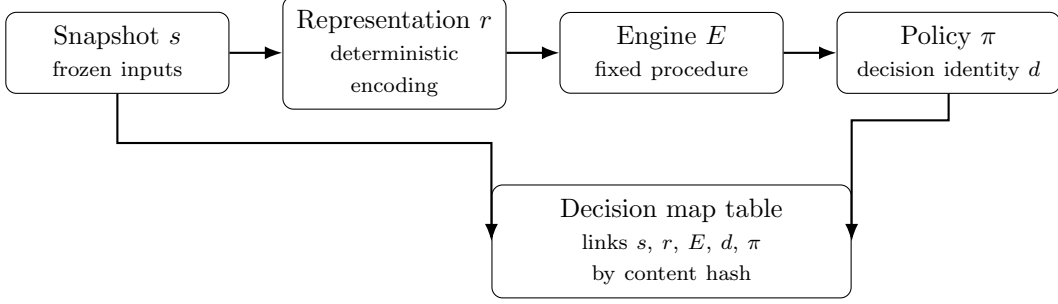 Snapshot s
frozen inputs
Representation r
deterministic
encoding
Engine E
fixed procedure
Policy π
decision identity d
Decision map table
links s, r, E, d, π
by content hash